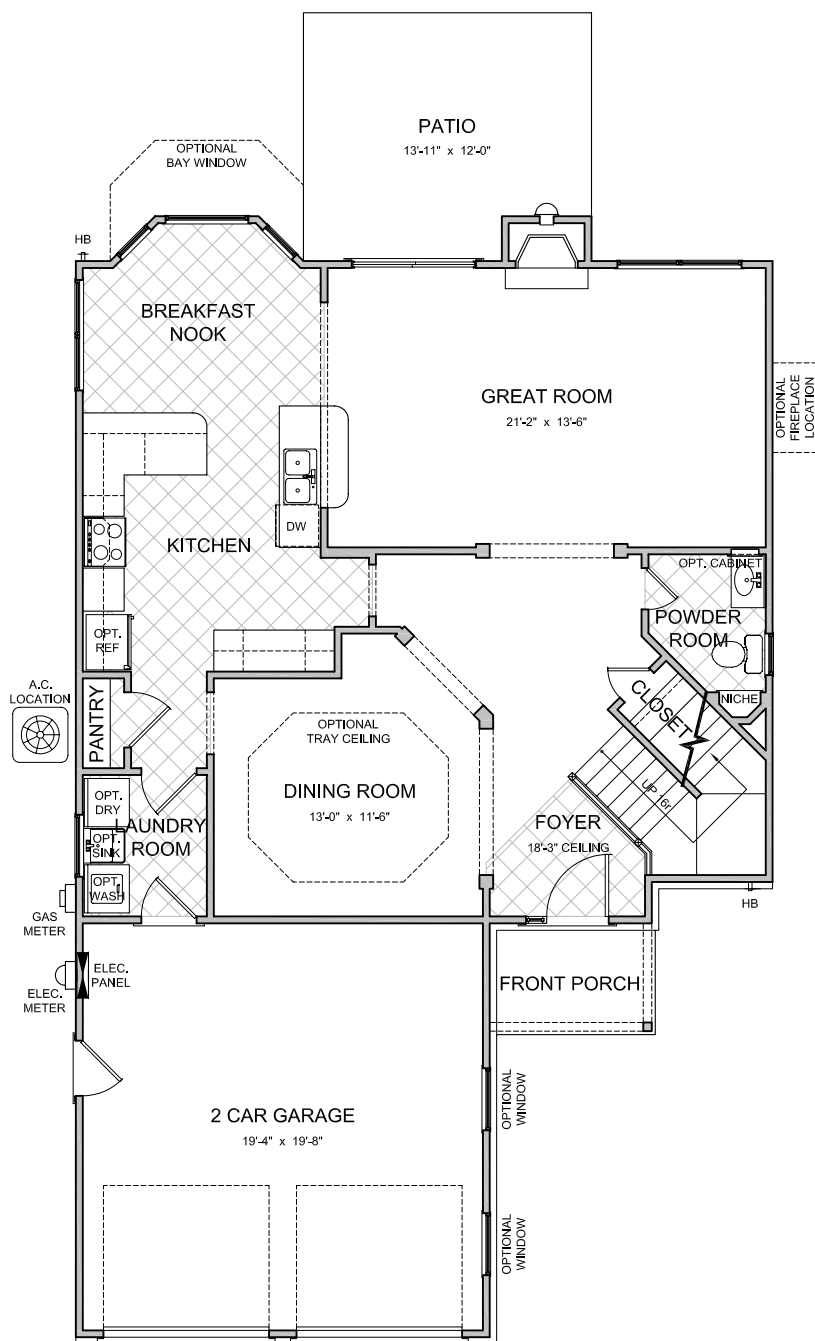 PATIO
13'-11" x 12'-0"
OPTIONAL
BAY WINDOW
HB
BREAKFAST
NOOK
GREAT ROOM
21'-2" x 13'-6"
OPTIONAL
FIREPLACE
LOCATION
DW
KITCHEN
OPT. CABINET
POWDER
ROOM
OPT.
REF
A.C.
LOCATION
PANTRY
CLOSET
NICHE
OPTIONAL
TRAY CEILING
DINING ROOM
13'-0" x 11'-6"
UP 16r
OPT.
DRY
LAUNDRY
ROOM
OPT.
SINK
OPT.
WASH
FOYER
18'-3" CEILING
HB
GAS
METER
ELEC.
PANEL
ELEC.
METER
FRONT PORCH
OPTIONAL
WINDOW
2 CAR GARAGE
19'-4" x 19'-8"
OPTIONAL
WINDOW